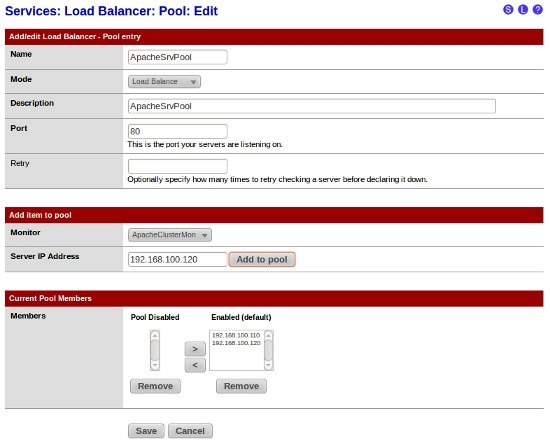 Services: Load Balancer: Pool: Edit
S L ?
Add/edit Load Balancer - Pool entry
Name ApacheSrvPool
Mode Load Balance
Description ApacheSrvPool
Port 80
This is the port your servers are listening on.
Retry
Optionally specify how many times to retry checking a server before declaring it down.
Add item to pool
Monitor ApacheClusterMon
Server IP Address 192.168.100.120 Add to pool
Current Pool Members
Members Pool Disabled Enabled (default)
192.168.100.110
192.168.100.120
>
<
Remove Remove
Save Cancel